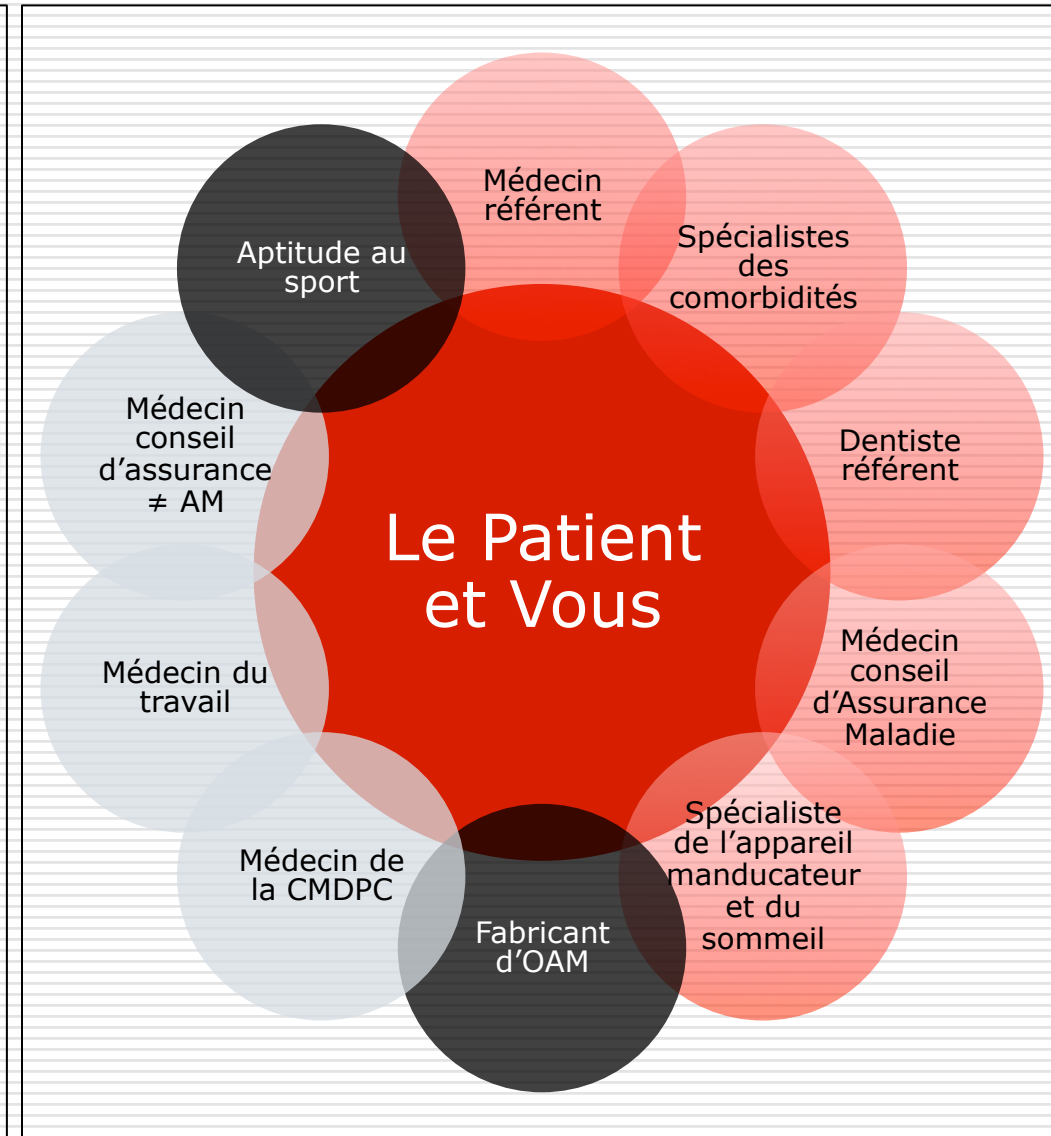 Médecin
référent
Spécialistes
des
comorbidités
Dentiste
référent
Médecin
conseil
d'Assurance
Maladie
Spécialiste
de l'appareil
manducateur
et du
sommeil
Fabricant
d'OAM
Médecin de
la CMDPC
Médecin du
travail
Médecin
conseil
d'assurance
≠ AM
Aptitude au
sport
Le Patient
et Vous